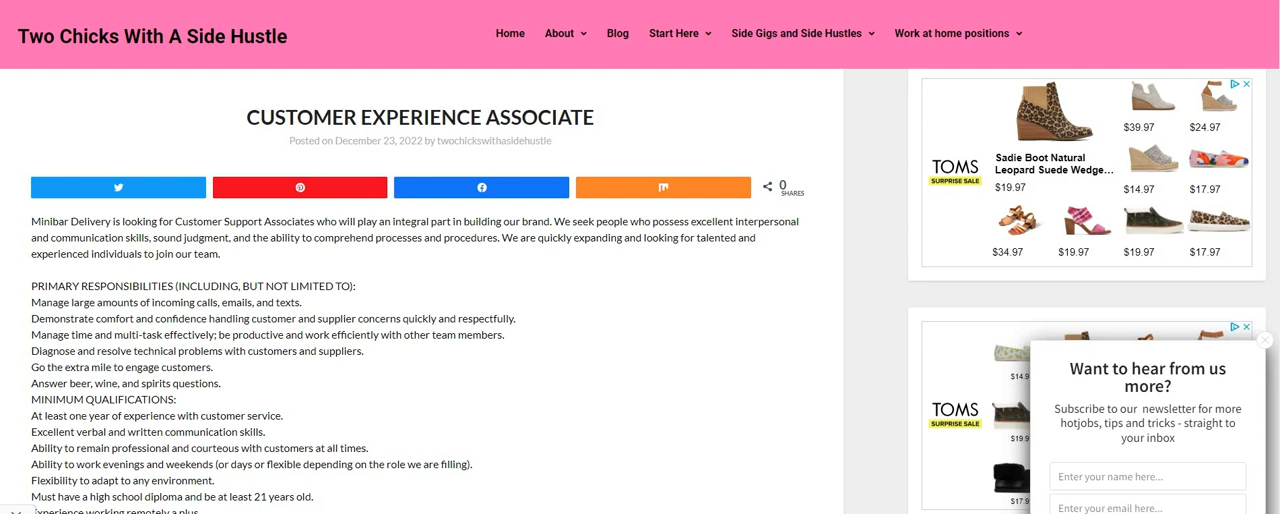 Two Chicks With A Side Hustle
Home About Blog Start Here Side Gigs and Side Hustles Work at home positions
CUSTOMER EXPERIENCE ASSOCIATE
Posted on December 23, 2022 by twochickswithasidehustle
0
SHARES
Minibar Delivery is looking for Customer Support Associates who will play an integral part in building our brand. We seek people who possess excellent interpersonal
and communication skills, sound judgment, and the ability to comprehend processes and procedures. We are quickly expanding and looking for talented and
experienced individuals to join our team.
PRIMARY RESPONSIBILITIES (INCLUDING, BUT NOT LIMITED TO):
Manage large amounts of incoming calls, emails, and texts.
Demonstrate comfort and confidence handling customer and supplier concerns quickly and respectfully.
Manage time and multi-task effectively; be productive and work efficiently with other team members.
Diagnose and resolve technical problems with customers and suppliers.
Go the extra mile to engage customers.
Answer beer, wine, and spirits questions.
MINIMUM QUALIFICATIONS:
At least one year of experience with customer service.
Excellent verbal and written communication skills.
Ability to remain professional and courteous with customers at all times.
Ability to work evenings and weekends (or days or flexible depending on the role we are filling).
Flexibility to adapt to any environment.
Must have a high school diploma and be at least 21 years old.
Experience working remotely a plus.
TOMS
SURPRISE SALE
Sadie Boot Natural
Leopard Suede Wedge...
$19.97
$39.97 $24.97
$14.97 $17.97
$34.97 $19.97 $19.97 $17.97
TOMS
SURPRISE SALE
$14.9
$19.9
$17.9
Want to hear from us
more?
Subscribe to our newsletter for more
hotjobs, tips and tricks - straight to
your inbox
Enter your name here...
Enter your email here...